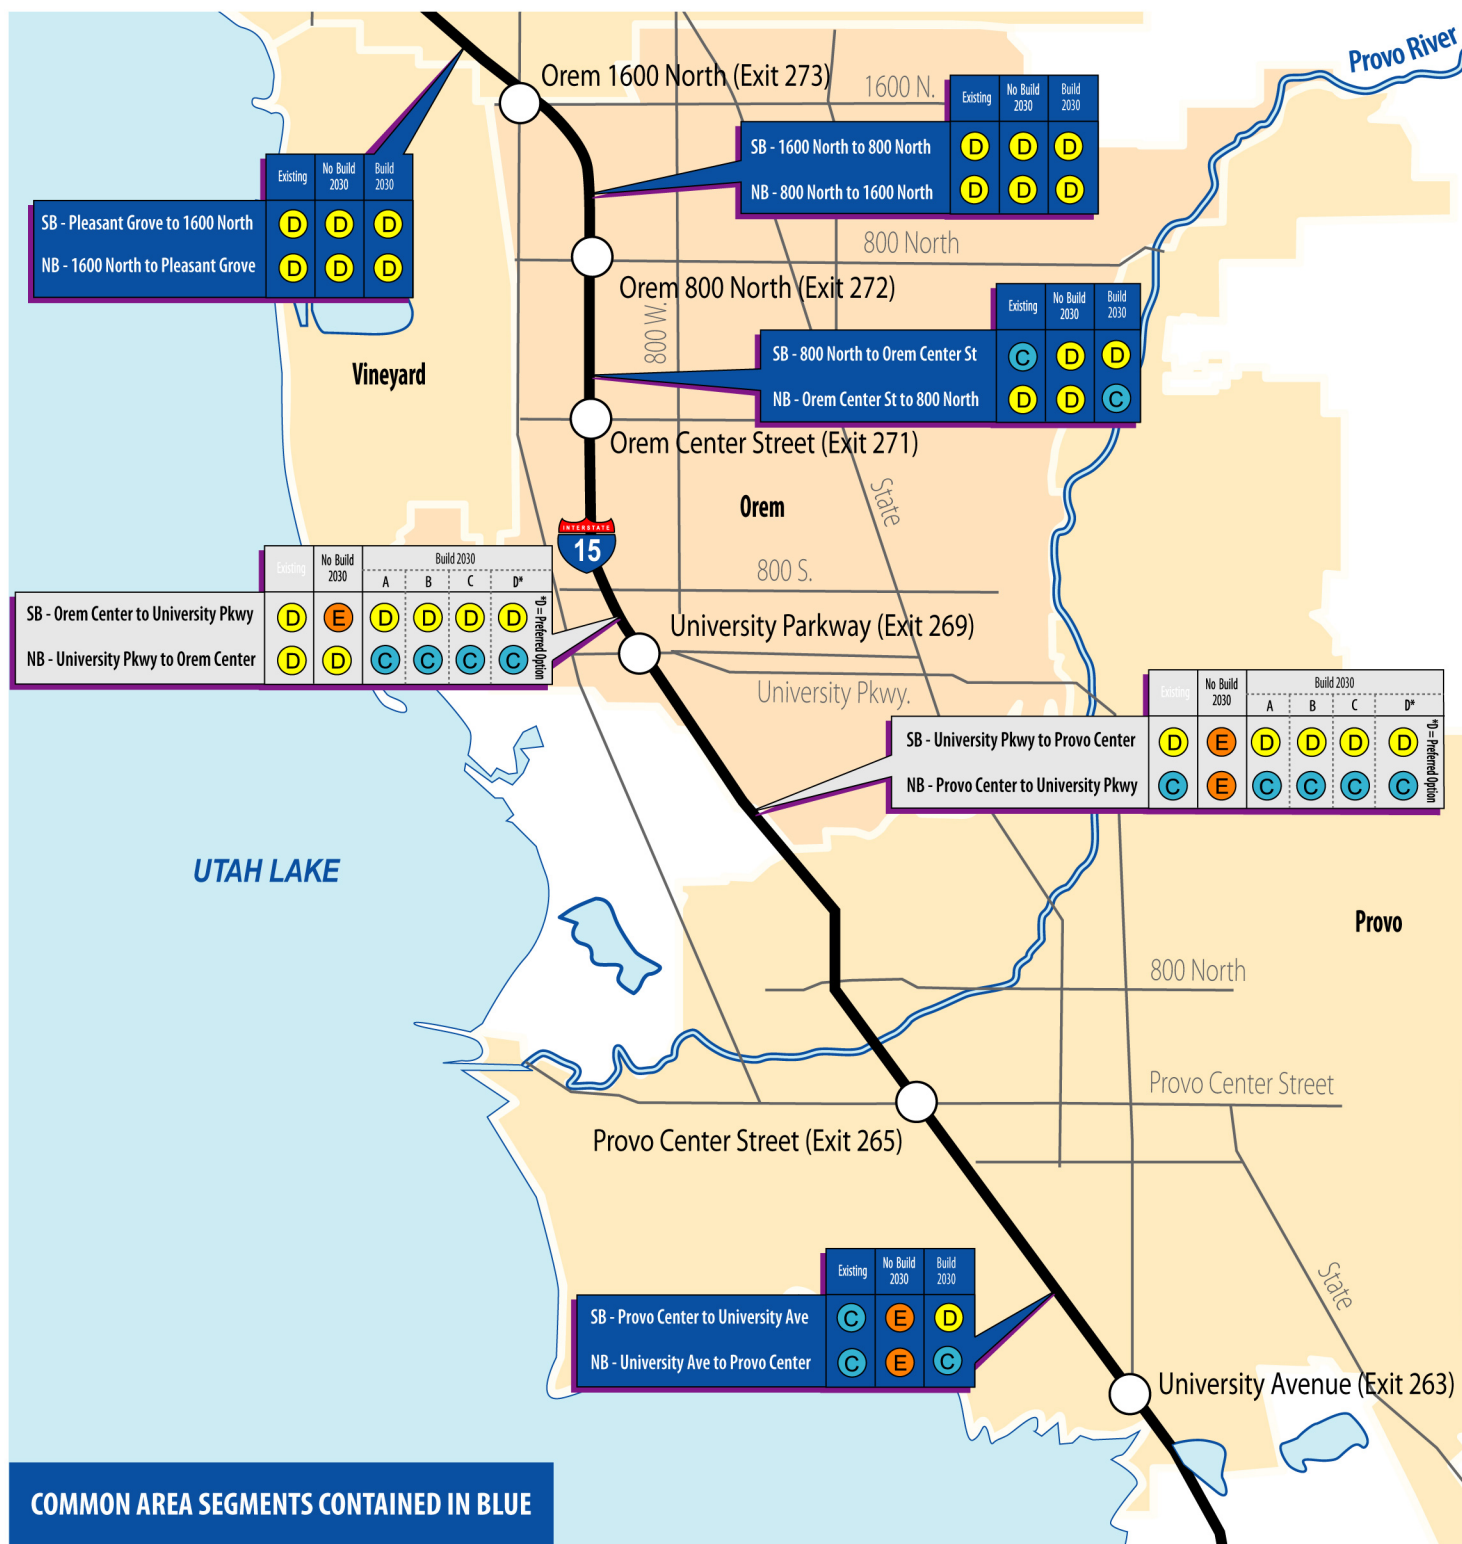 Provo River
Orem 1600 North (Exit 273)
1600 N.
Existing
No Build
2030
Build
2030
SB - 1600 North to 800 North
D
D
D
NB - 800 North to 1600 North
D
D
D
Existing
No Build
2030
Build
2030
SB - Pleasant Grove to 1600 North
D
D
D
NB - 1600 North to Pleasant Grove
D
D
D
800 North
Orem 800 North (Exit 272)
800 W.
Existing
No Build
2030
Build
2030
SB - 800 North to Orem Center St
C
D
D
NB - Orem Center St to 800 North
D
D
C
Vineyard
Orem Center Street (Exit 271)
State
Orem
INTERSTATE
15
800 S.
Existing
No Build
2030
Build 2030
A
B
C
D*
SB - Orem Center to University Pkwy
D
E
D
D
D
D
NB - University Pkwy to Orem Center
D
D
C
C
C
C
*D = Preferred Option
University Parkway (Exit 269)
University Pkwy.
Existing
No Build
2030
Build 2030
A
B
C
D*
SB - University Pkwy to Provo Center
D
E
D
D
D
D
NB - Provo Center to University Pkwy
C
E
C
C
C
C
*D = Preferred Option
UTAH LAKE
Provo
800 North
Provo Center Street
Provo Center Street (Exit 265)
Existing
No Build
2030
Build
2030
SB - Provo Center to University Ave
C
E
D
NB - University Ave to Provo Center
C
E
C
State
University Avenue (Exit 263)
COMMON AREA SEGMENTS CONTAINED IN BLUE